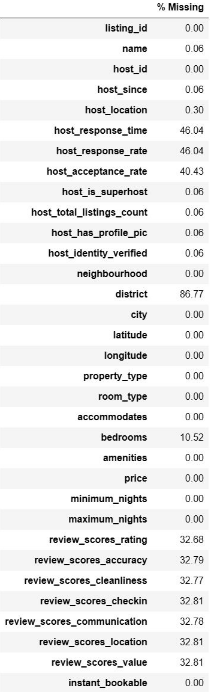 % Missing
listing_id 0.00
name 0.06
host_id 0.00
host_since 0.06
host_location 0.30
host_response_time 46.04
host_response_rate 46.04
host_acceptance_rate 40.43
host_is_superhost 0.06
host_total_listings_count 0.06
host_has_profile_pic 0.06
host_identity_verified 0.06
neighbourhood 0.00
district 86.77
city 0.00
latitude 0.00
longitude 0.00
property_type 0.00
room_type 0.00
accommodates 0.00
bedrooms 10.52
amenities 0.00
price 0.00
minimum_nights 0.00
maximum_nights 0.00
review_scores_rating 32.68
review_scores_accuracy 32.79
review_scores_cleanliness 32.77
review_scores_checkin 32.81
review_scores_communication 32.78
review_scores_location 32.81
review_scores_value 32.81
instant_bookable 0.00